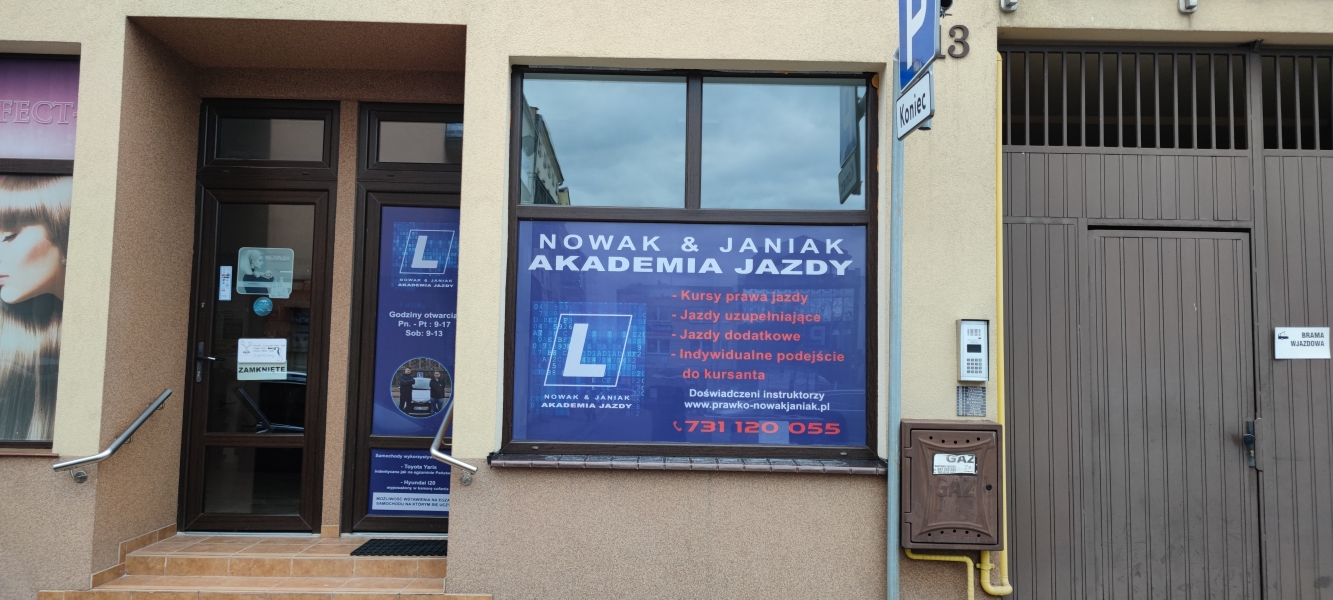 FECT-
ZAMKNIĘTE
L
NOWAK & JANIAK
AKADEMIA JAZDY
Godziny otwarcia
Pn. - Pt : 9-17
Sob: 9-13
Samochody
- Toyota Yaris
- Hyundai i20
NOWAK & JANIAK
AKADEMIA JAZDY
- Kursy prawa jazdy
- Jazdy uzupełniające
- Jazdy dodatkowe
- Indywidualne podejście
do kursanta
Doświadczeni instruktorzy
www.prawko-nowakjaniak.pl
731 120 055
L
NOWAK & JANIAK
AKADEMIA JAZDY
P
Koniec
13
GAZ
GAZ
BRAMA
WJAZDOWA